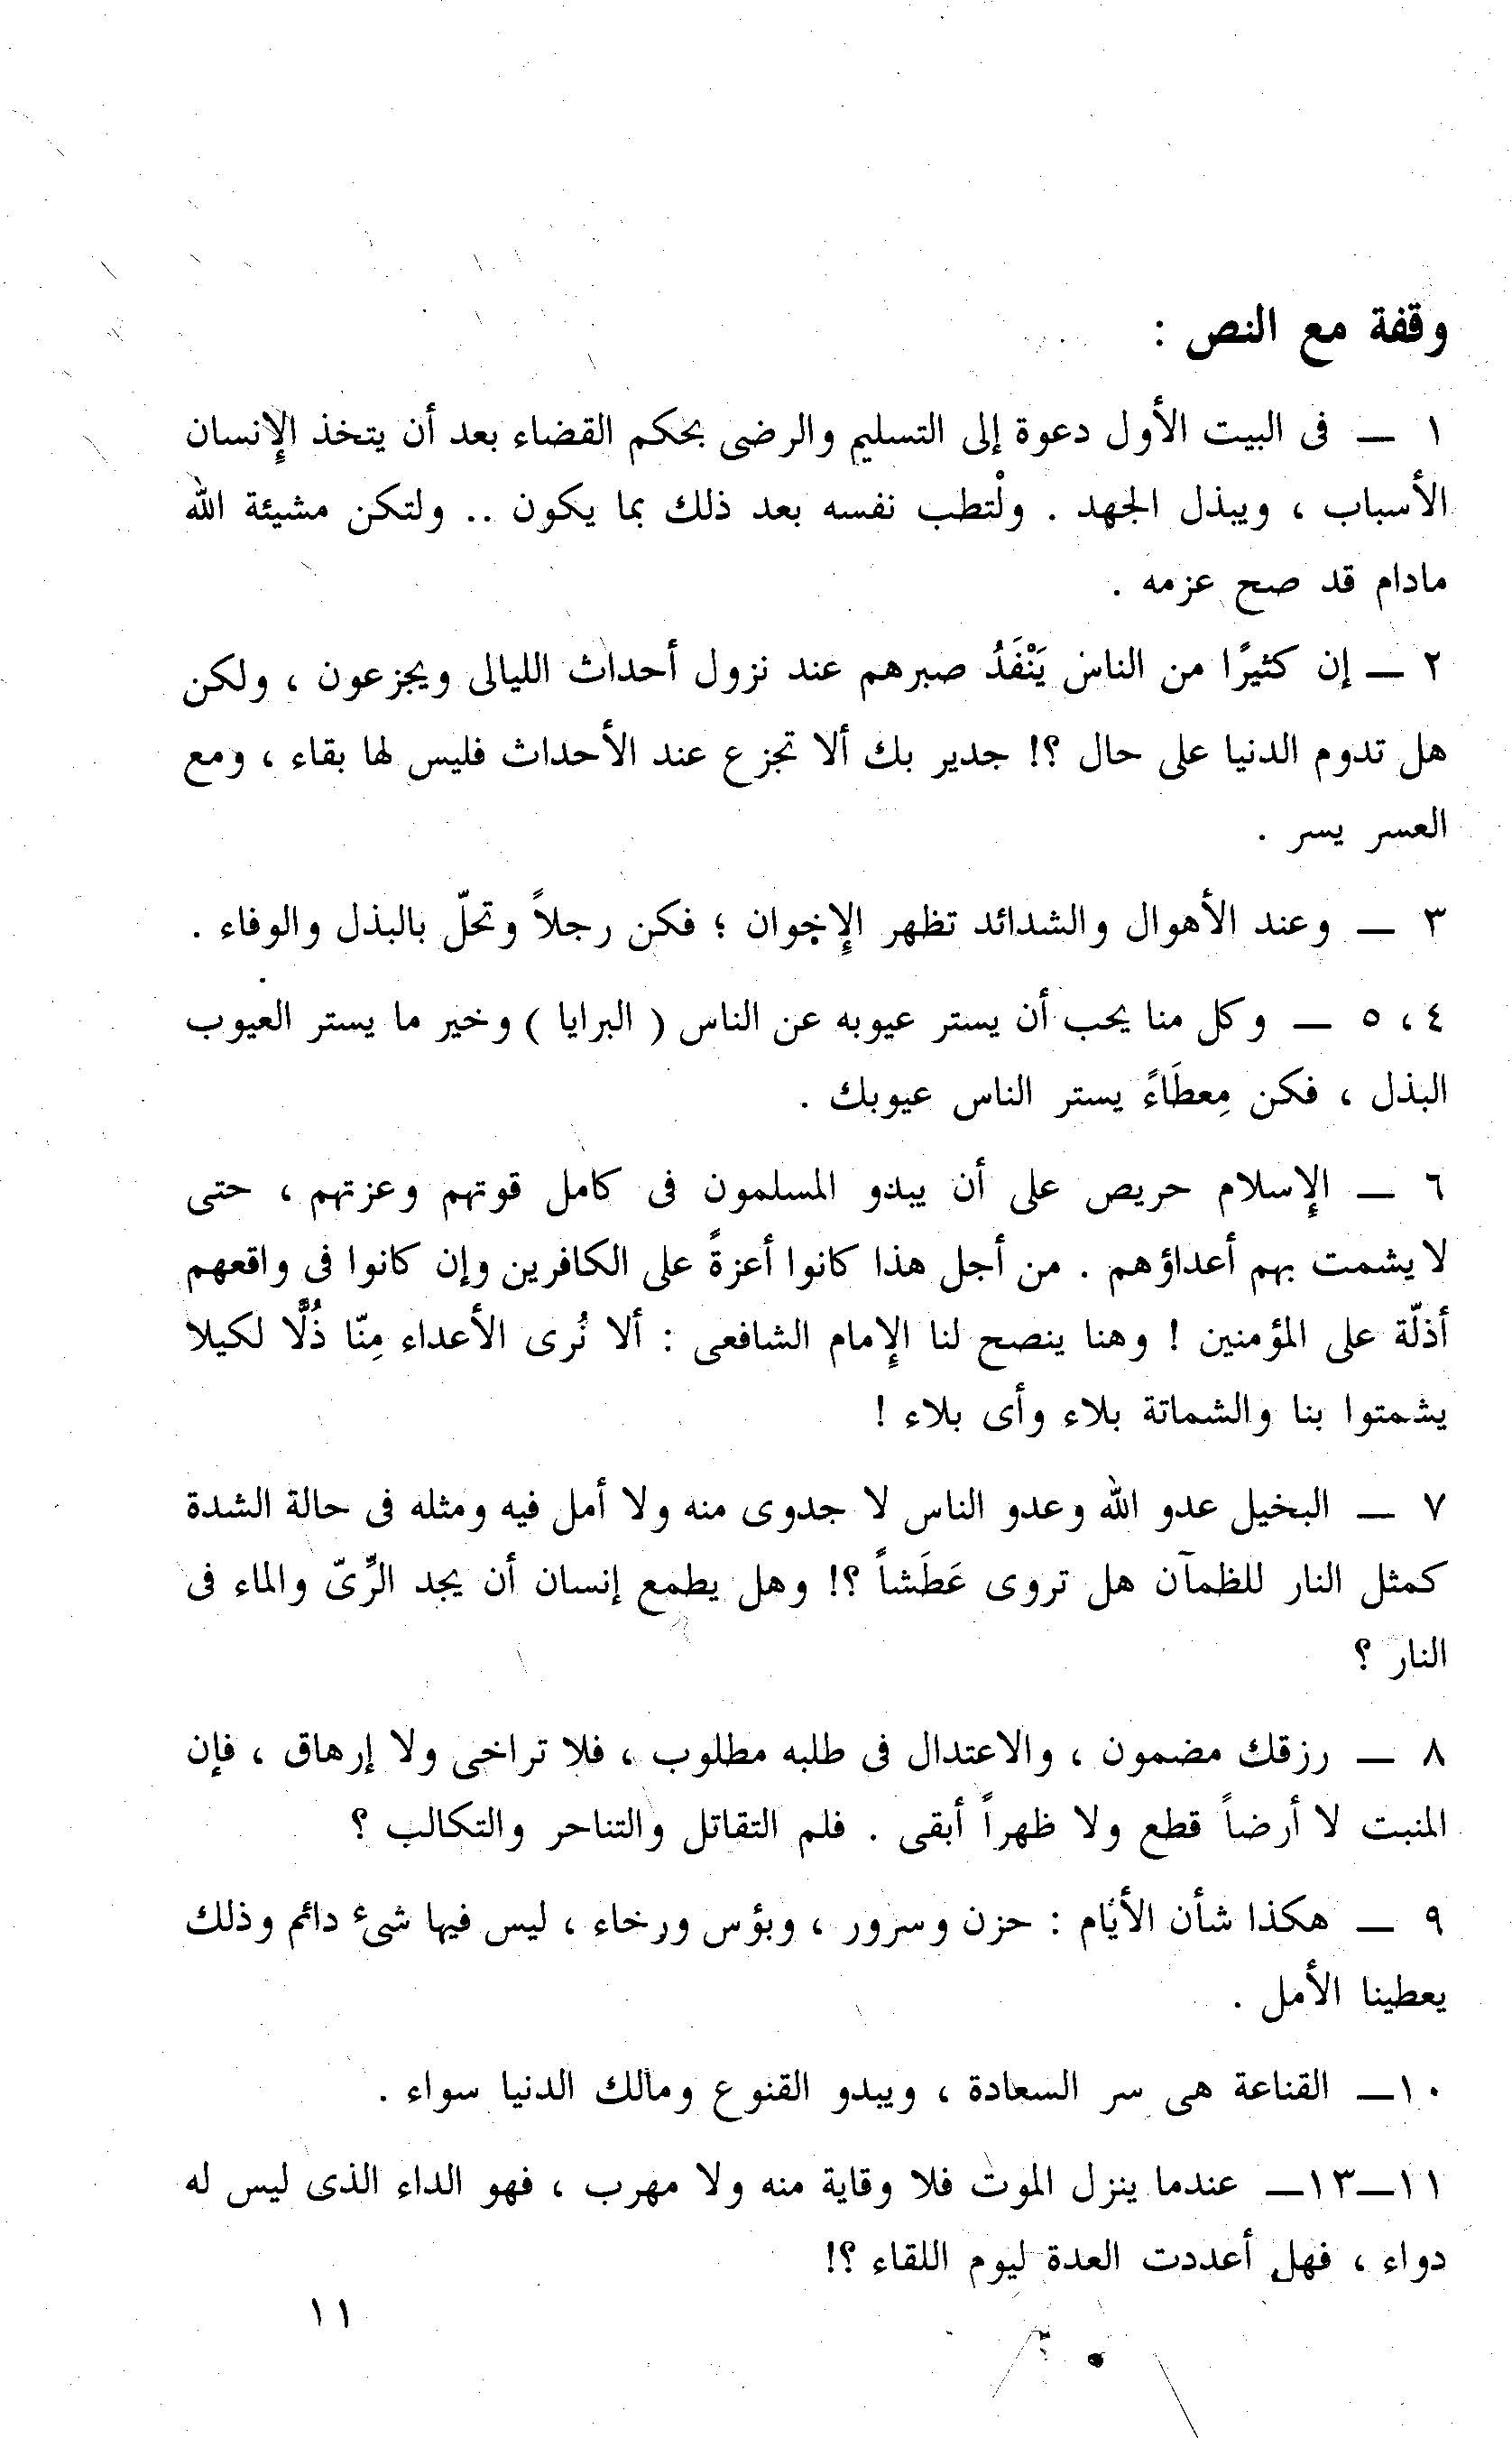 وقفة مع النص :
١ ــ فى البيت الأول دعوة إلى التسليم والرضى بحكم القضاء بعد أن يتخذ الإنسان
الأسباب ، ويبذل الجهد . ولْتطب نفسه بعد ذلك بما يكون .. ولتكن مشيئة الله
مادام قد صح عزمه .
٢ ــ إن كثيرًا من الناس يَنْفَدُ صبرهم عند نزول أحداث الليالى ويجزعون ، ولكن
هل تدوم الدنيا على حال ؟! جدير بك ألا تجزع عند الأحداث فليس لها بقاء ، ومع
العسر يسر .
٣ ــ وعند الأهوال والشدائد تظهر الإخوان ؛ فكن رجلاً وتحلّ بالبذل والوفاء .
٤ ، ٥ ــ وكل منا يحب أن يستر عيوبه عن الناس ( البرايا ) وخير ما يستر العيوب
البذل ، فكن مِعطَاءً يستر الناس عيوبك .
٦ ــ الإسلام حريص على أن يبدو المسلمون فى كامل قوتهم وعزتهم ، حتى
لا يشمت بهم أعداؤهم . من أجل هذا كانوا أعزةً على الكافرين وإن كانوا فى واقعهم
أذلّة على المؤمنين ! وهنا ينصح لنا الإمام الشافعى : ألا نُرى الأعداء مِنّا ذُلًّا لكيلا
يشمتوا بنا والشماتة بلاء وأى بلاء !
٧ ــ البخيل عدو الله وعدو الناس لا جدوى منه ولا أمل فيه ومثله فى حالة الشدة
كمثل النار للظمآن هل تروى عَطَشاً ؟! وهل يطمع إنسان أن يجد الرِّىّ والماء فى
النار ؟
٨ ــ رزقك مضمون ، والاعتدال فى طلبه مطلوب ، فلا تراخى ولا إرهاق ، فإن
المنبت لا أرضاً قطع ولا ظهراً أبقى . فلم التقاتل والتناحر والتكالب ؟
٩ ــ هكذا شأن الأيام : حزن وسرور ، وبؤس ورخاء ، ليس فيها شىء دائم وذلك
يعطينا الأمل .
١٠ــ القناعة هى سر السعادة ، ويبدو القنوع ومالك الدنيا سواء .
١١ــ١٣ــ عندما ينزل الموت فلا وقاية منه ولا مهرب ، فهو الداء الذى ليس له
دواء ، فهل أعددت العدة ليوم اللقاء ؟!
١١